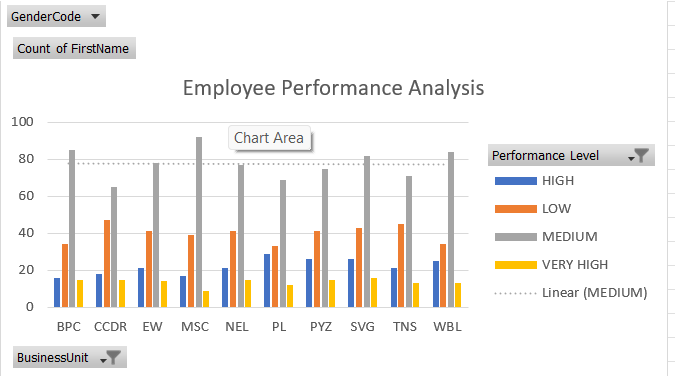 GenderCode
Count of FirstName
Employee Performance Analysis
Chart Area
100
80
60
40
20
0
BPC CCDR EW MSC NEL PL PYZ SVG TNS WBL
Performance Level
HIGH
LOW
MEDIUM
VERY HIGH
Linear (MEDIUM)
BusinessUnit